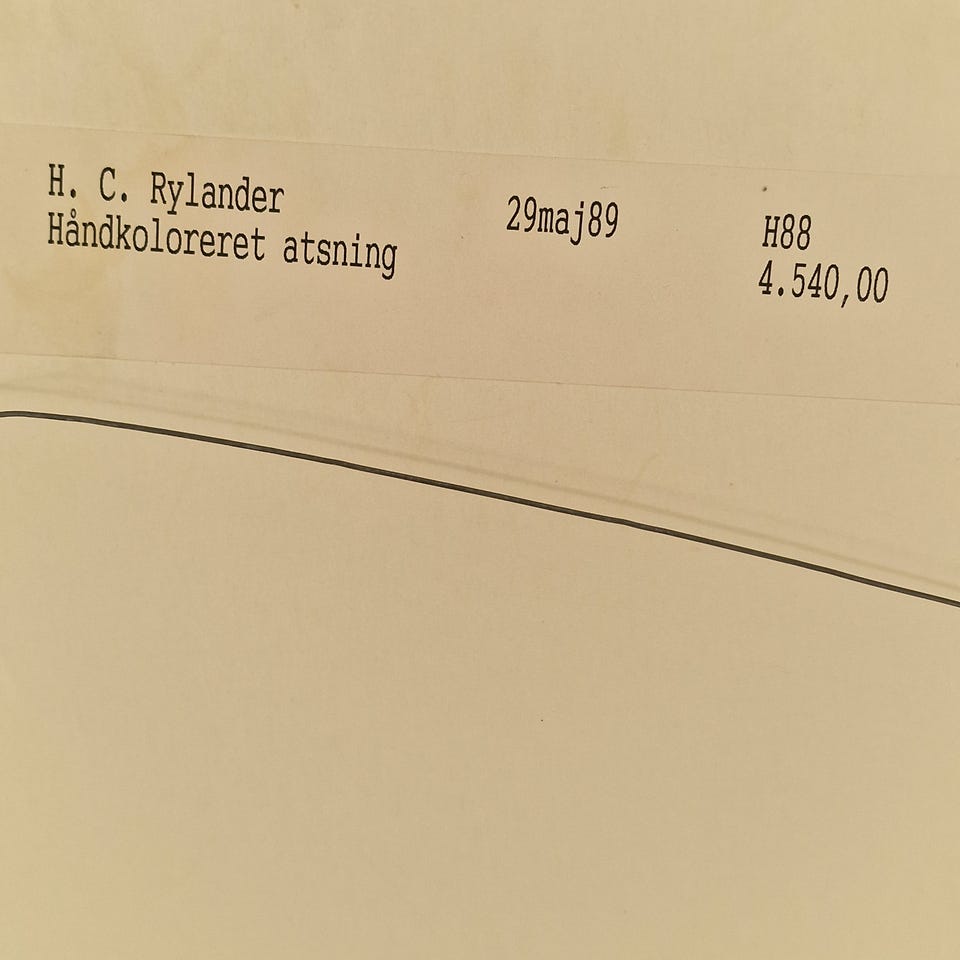 H. C. Rylander 29maj89 H88
Håndkoloreret atsning 4.540,00